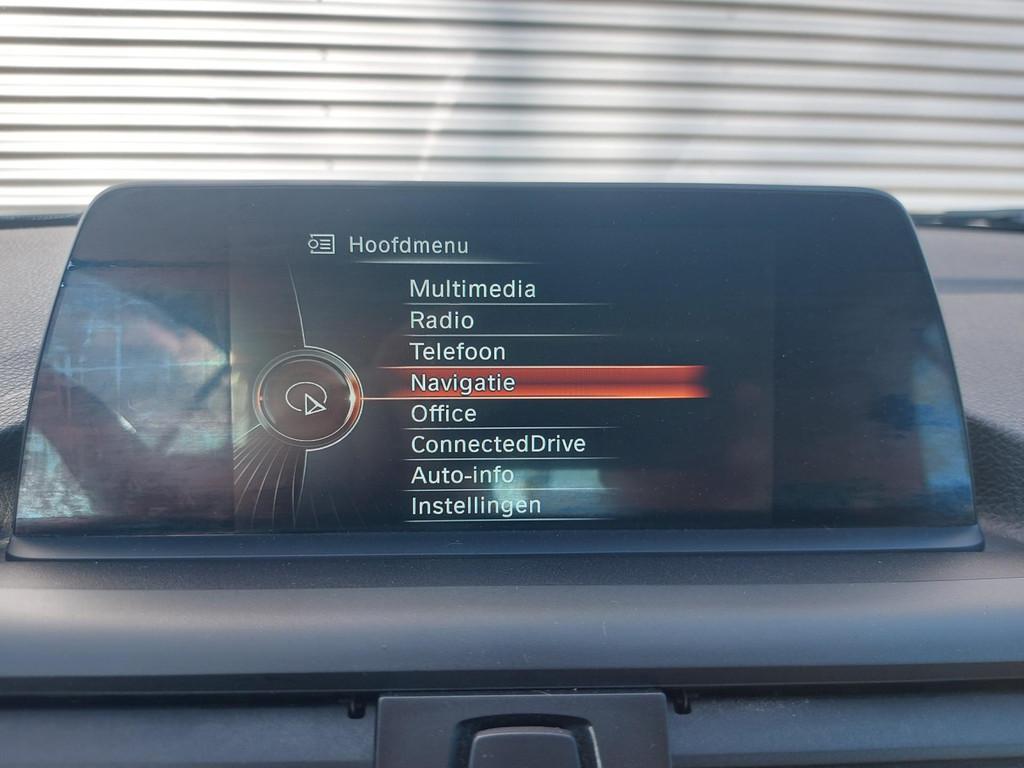 Hoofdmenu
Multimedia
Radio
Telefoon
Navigatie
Office
ConnectedDrive
Auto-info
Instellingen